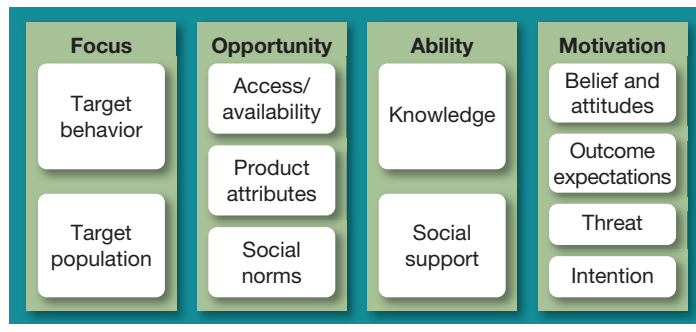 Focus
Target
behavior
Target
population
Opportunity
Access/
availability
Product
attributes
Social
norms
Ability
Knowledge
Social
support
Motivation
Belief and
attitudes
Outcome
expectations
Threat
Intention